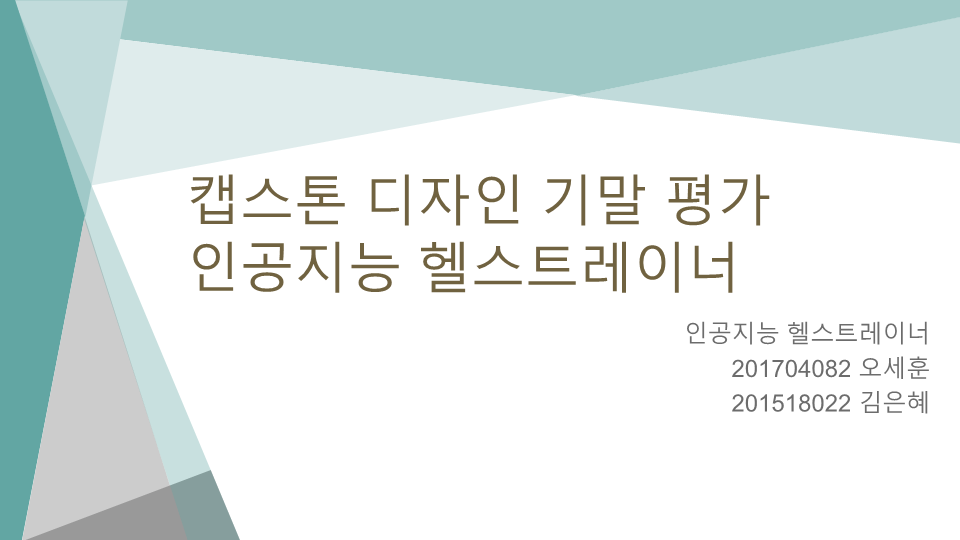 캡스톤 디자인 기말 평가
인공지능 헬스트레이너
인공지능 헬스트레이너
201704082 오세훈
201518022 김은혜